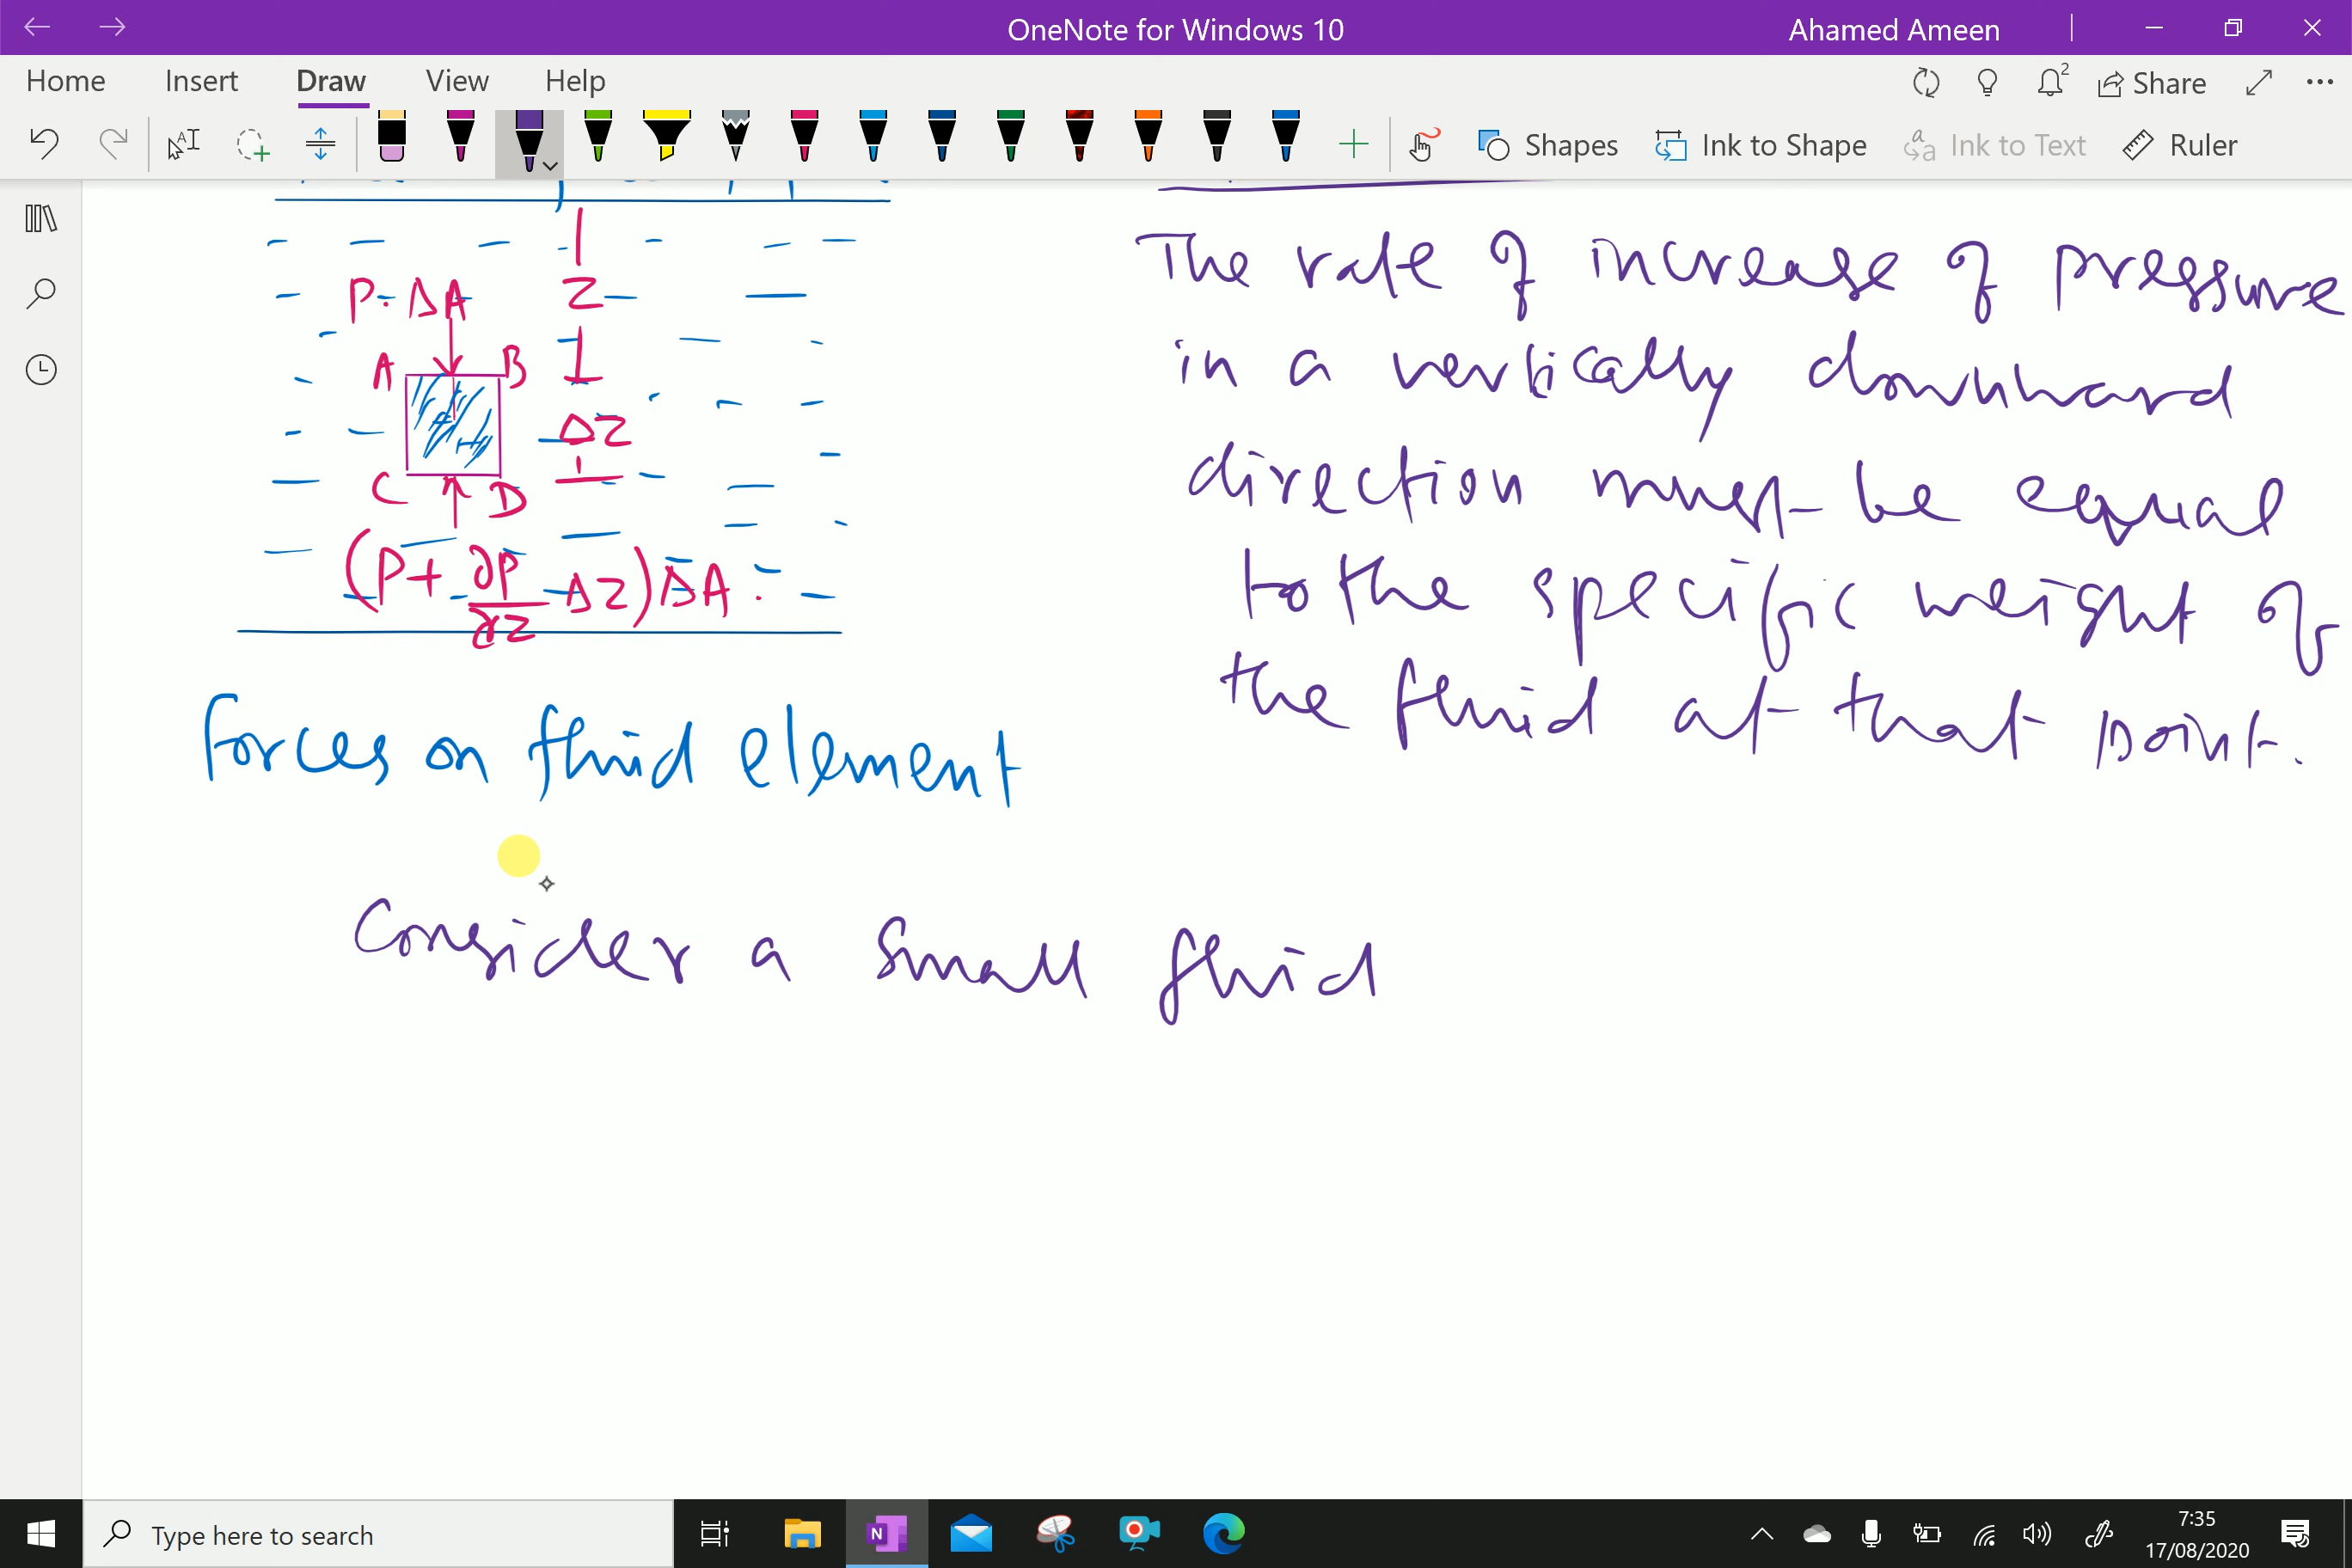 OneNote for Windows 10
Ahamed Ameen
Home Insert Draw View Help
2 Share
Shapes Ink to Shape Ink to Text Ruler
P. ΔA
Z
A B
ΔZ
C D
(P + ∂P/∂Z ΔZ) ΔA .
Forces on fluid element
The rate of increase of pressure
in a vertically downward
direction must be equal
to the specific weight of
the fluid at that point.
Consider a small fluid
Type here to search
7:35
17/08/2020